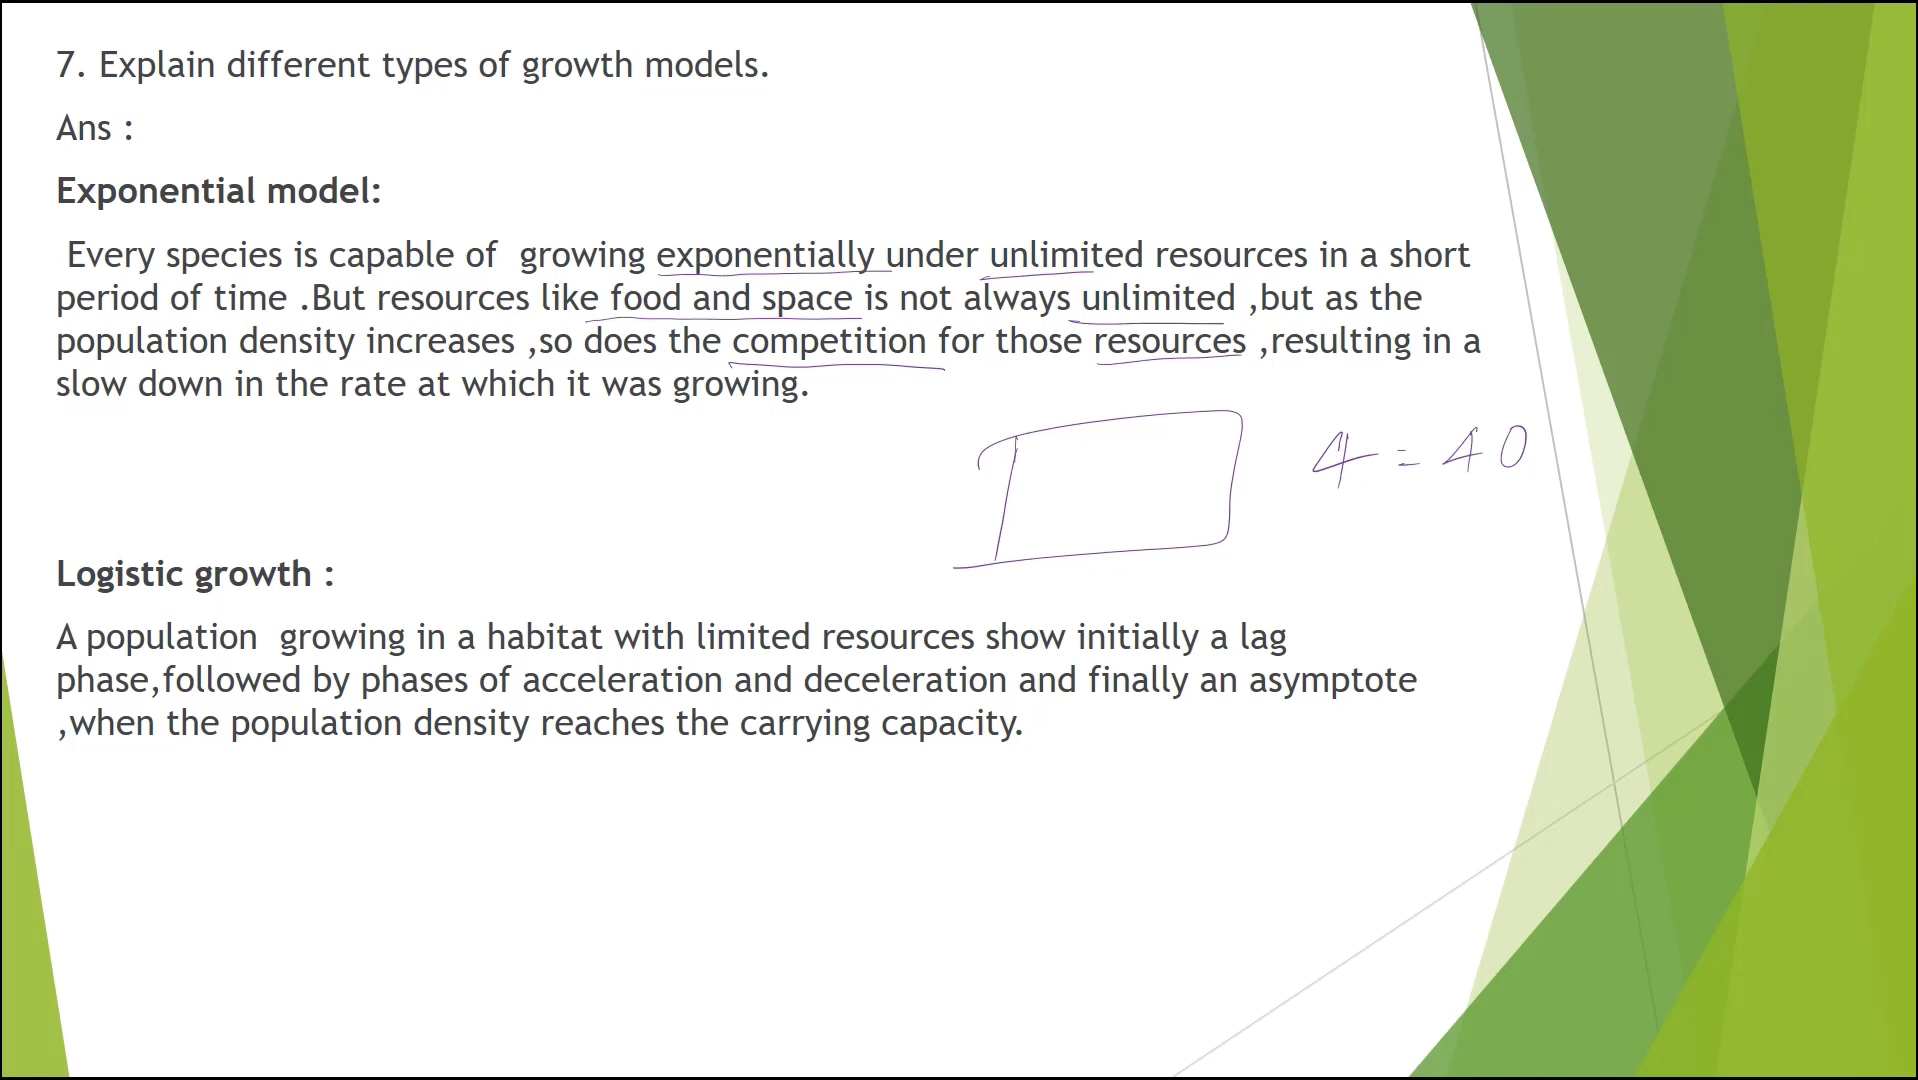 7. Explain different types of growth models.
Ans :
Exponential model:
Every species is capable of growing exponentially under unlimited resources in a short
period of time .But resources like food and space is not always unlimited ,but as the
population density increases ,so does the competition for those resources ,resulting in a
slow down in the rate at which it was growing.
4 = 40
Logistic growth :
A population growing in a habitat with limited resources show initially a lag
phase,followed by phases of acceleration and deceleration and finally an asymptote
,when the population density reaches the carrying capacity.